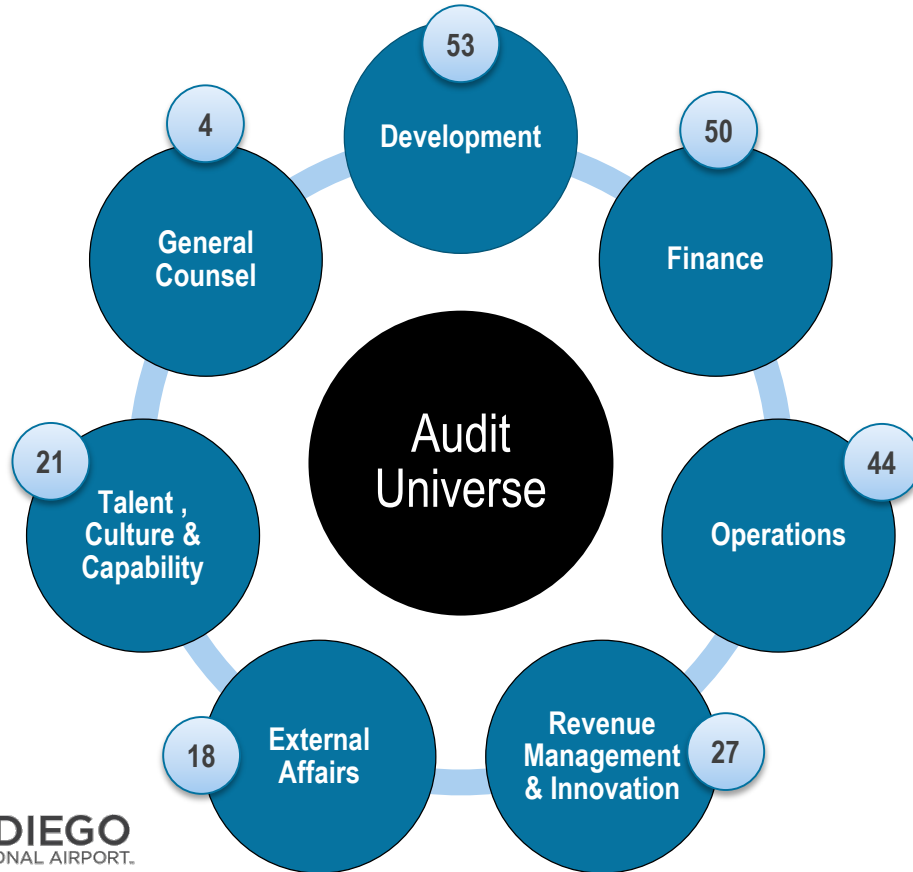 53
Development
4
General
Counsel
50
Finance
Audit
Universe
21
Talent ,
Culture &
Capability
44
Operations
18
External
Affairs
Revenue
Management
& Innovation
27
DIEGO
ONAL AIRPORT™